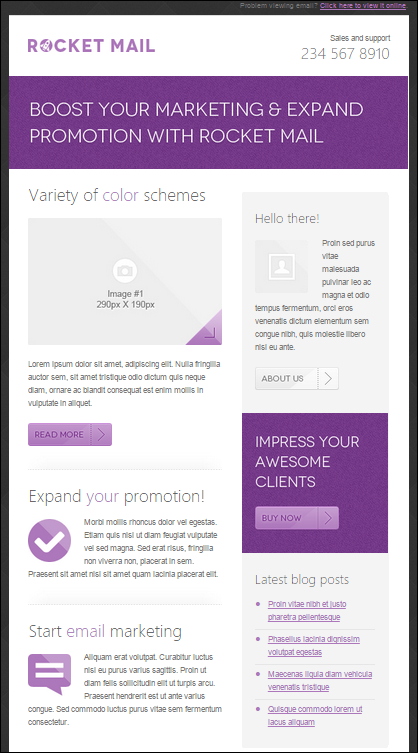 Problem viewing email? Click here to view it online.
ROCKET MAIL
Sales and support
234 567 8910
BOOST YOUR MARKETING & EXPAND
PROMOTION WITH ROCKET MAIL
Variety of color schemes
Image #1
290px X 190px
Lorem ipsum dolor sit amet, adipiscing elit. Nulla fringilla
auctor sem, sit amet tristique odio dictum quis neque
diam, ornare ac blandit consequat est enim mollis in
vulputate in aliquet.
READ MORE
Expand your promotion!
Morbi mollis rhoncus dolor vel egestas.
Etiam quis nisl ut diam feugiat vulputate
vel sed magna. Sed erat risus, fringilla
non viverra non, placerat in sem.
Praesent sit amet nisl sit amet quam lacinia placerat elit.
Start email marketing
Aliquam erat volutpat. Curabitur luctus
nisl eu purus varius sagittis. Proin ut
diam felis sollicitudin elit ut turpis arcu.
Praesent hendrerit est ut ante varius
congue. Sed commodo luctus purus vitae sem fermentum
consectetur.
Hello there!
Proin sed purus
vitae
malesuada
pulvinar leo ac
magna et odio
tempus fermentum, orci eros
venenatis dictum elementum sem
congue nibh, quis molestie libero
nisl eu ante.
ABOUT US
IMPRESS YOUR
AWESOME
CLIENTS
BUY NOW
Latest blog posts
Proin vitae nibh et justo
pharetra pellentesque
Phasellus lacinia dignissim
volutpat egestas
Maecenas ligula diam vehicula
venenatis tristique
Quisque commodo lorem ut
lacus aliquam